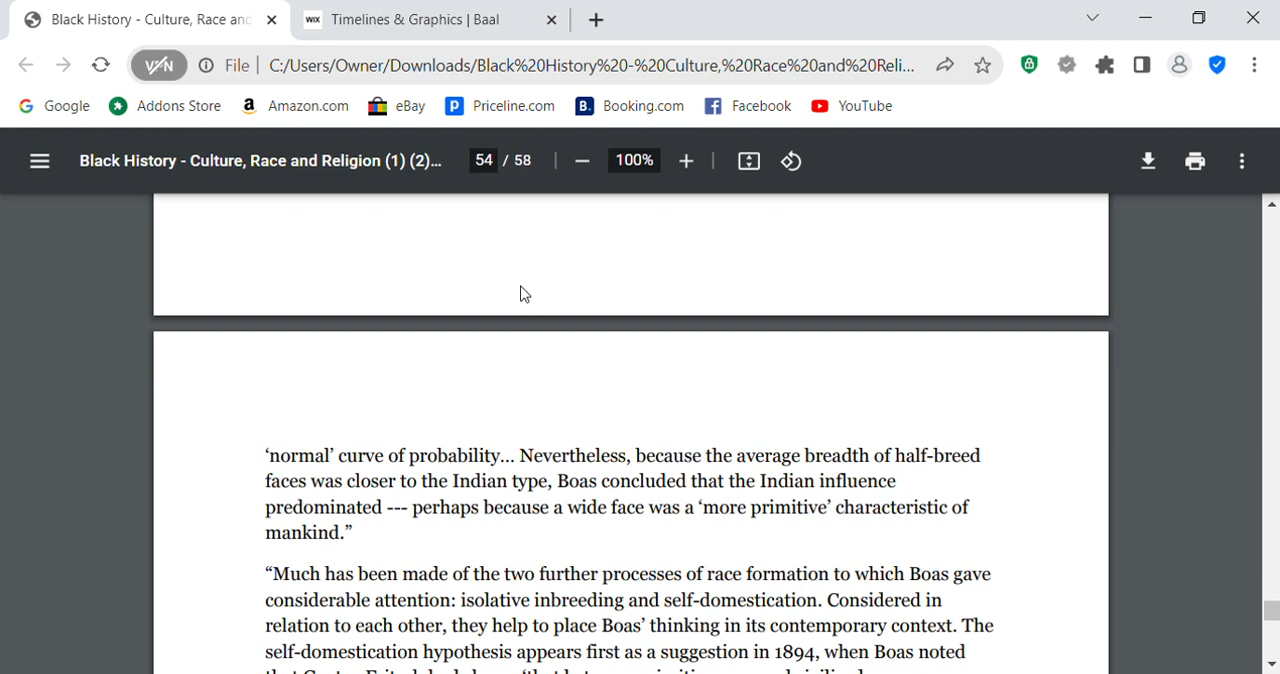 Black History - Culture, Race and
WIX Timelines & Graphics | Baal
VPN File C:/Users/Owner/Downloads/Black%20History%20-%20Culture,%20Race%20and%20Reli...
Google Addons Store Amazon.com eBay Priceline.com Booking.com Facebook YouTube
Black History - Culture, Race and Religion (1) (2)... 54 / 58 100%
‘normal’ curve of probability... Nevertheless, because the average breadth of half-breed
faces was closer to the Indian type, Boas concluded that the Indian influence
predominated --- perhaps because a wide face was a ‘more primitive’ characteristic of
mankind.”
“Much has been made of the two further processes of race formation to which Boas gave
considerable attention: isolative inbreeding and self-domestication. Considered in
relation to each other, they help to place Boas’ thinking in its contemporary context. The
self-domestication hypothesis appears first as a suggestion in 1894, when Boas noted